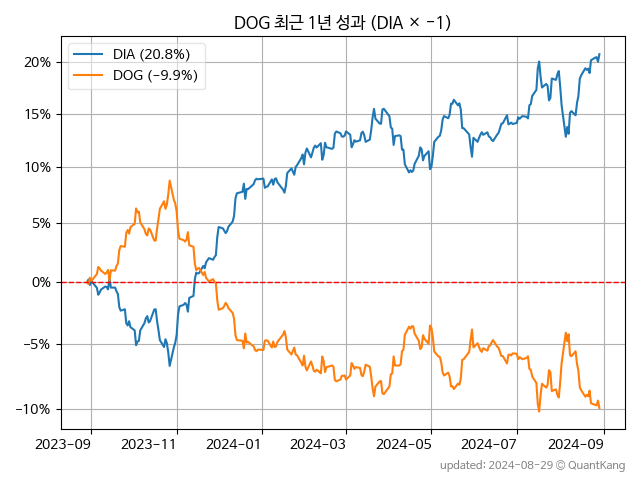 DOG 최근 1년 성과 (DIA × −1)
DIA (20.8%)
DOG (−9.9%)
20%
15%
10%
5%
0%
−5%
−10%
2023-09 2023-11 2024-01 2024-03 2024-05 2024-07 2024-09
updated: 2024-08-29 © QuantKang